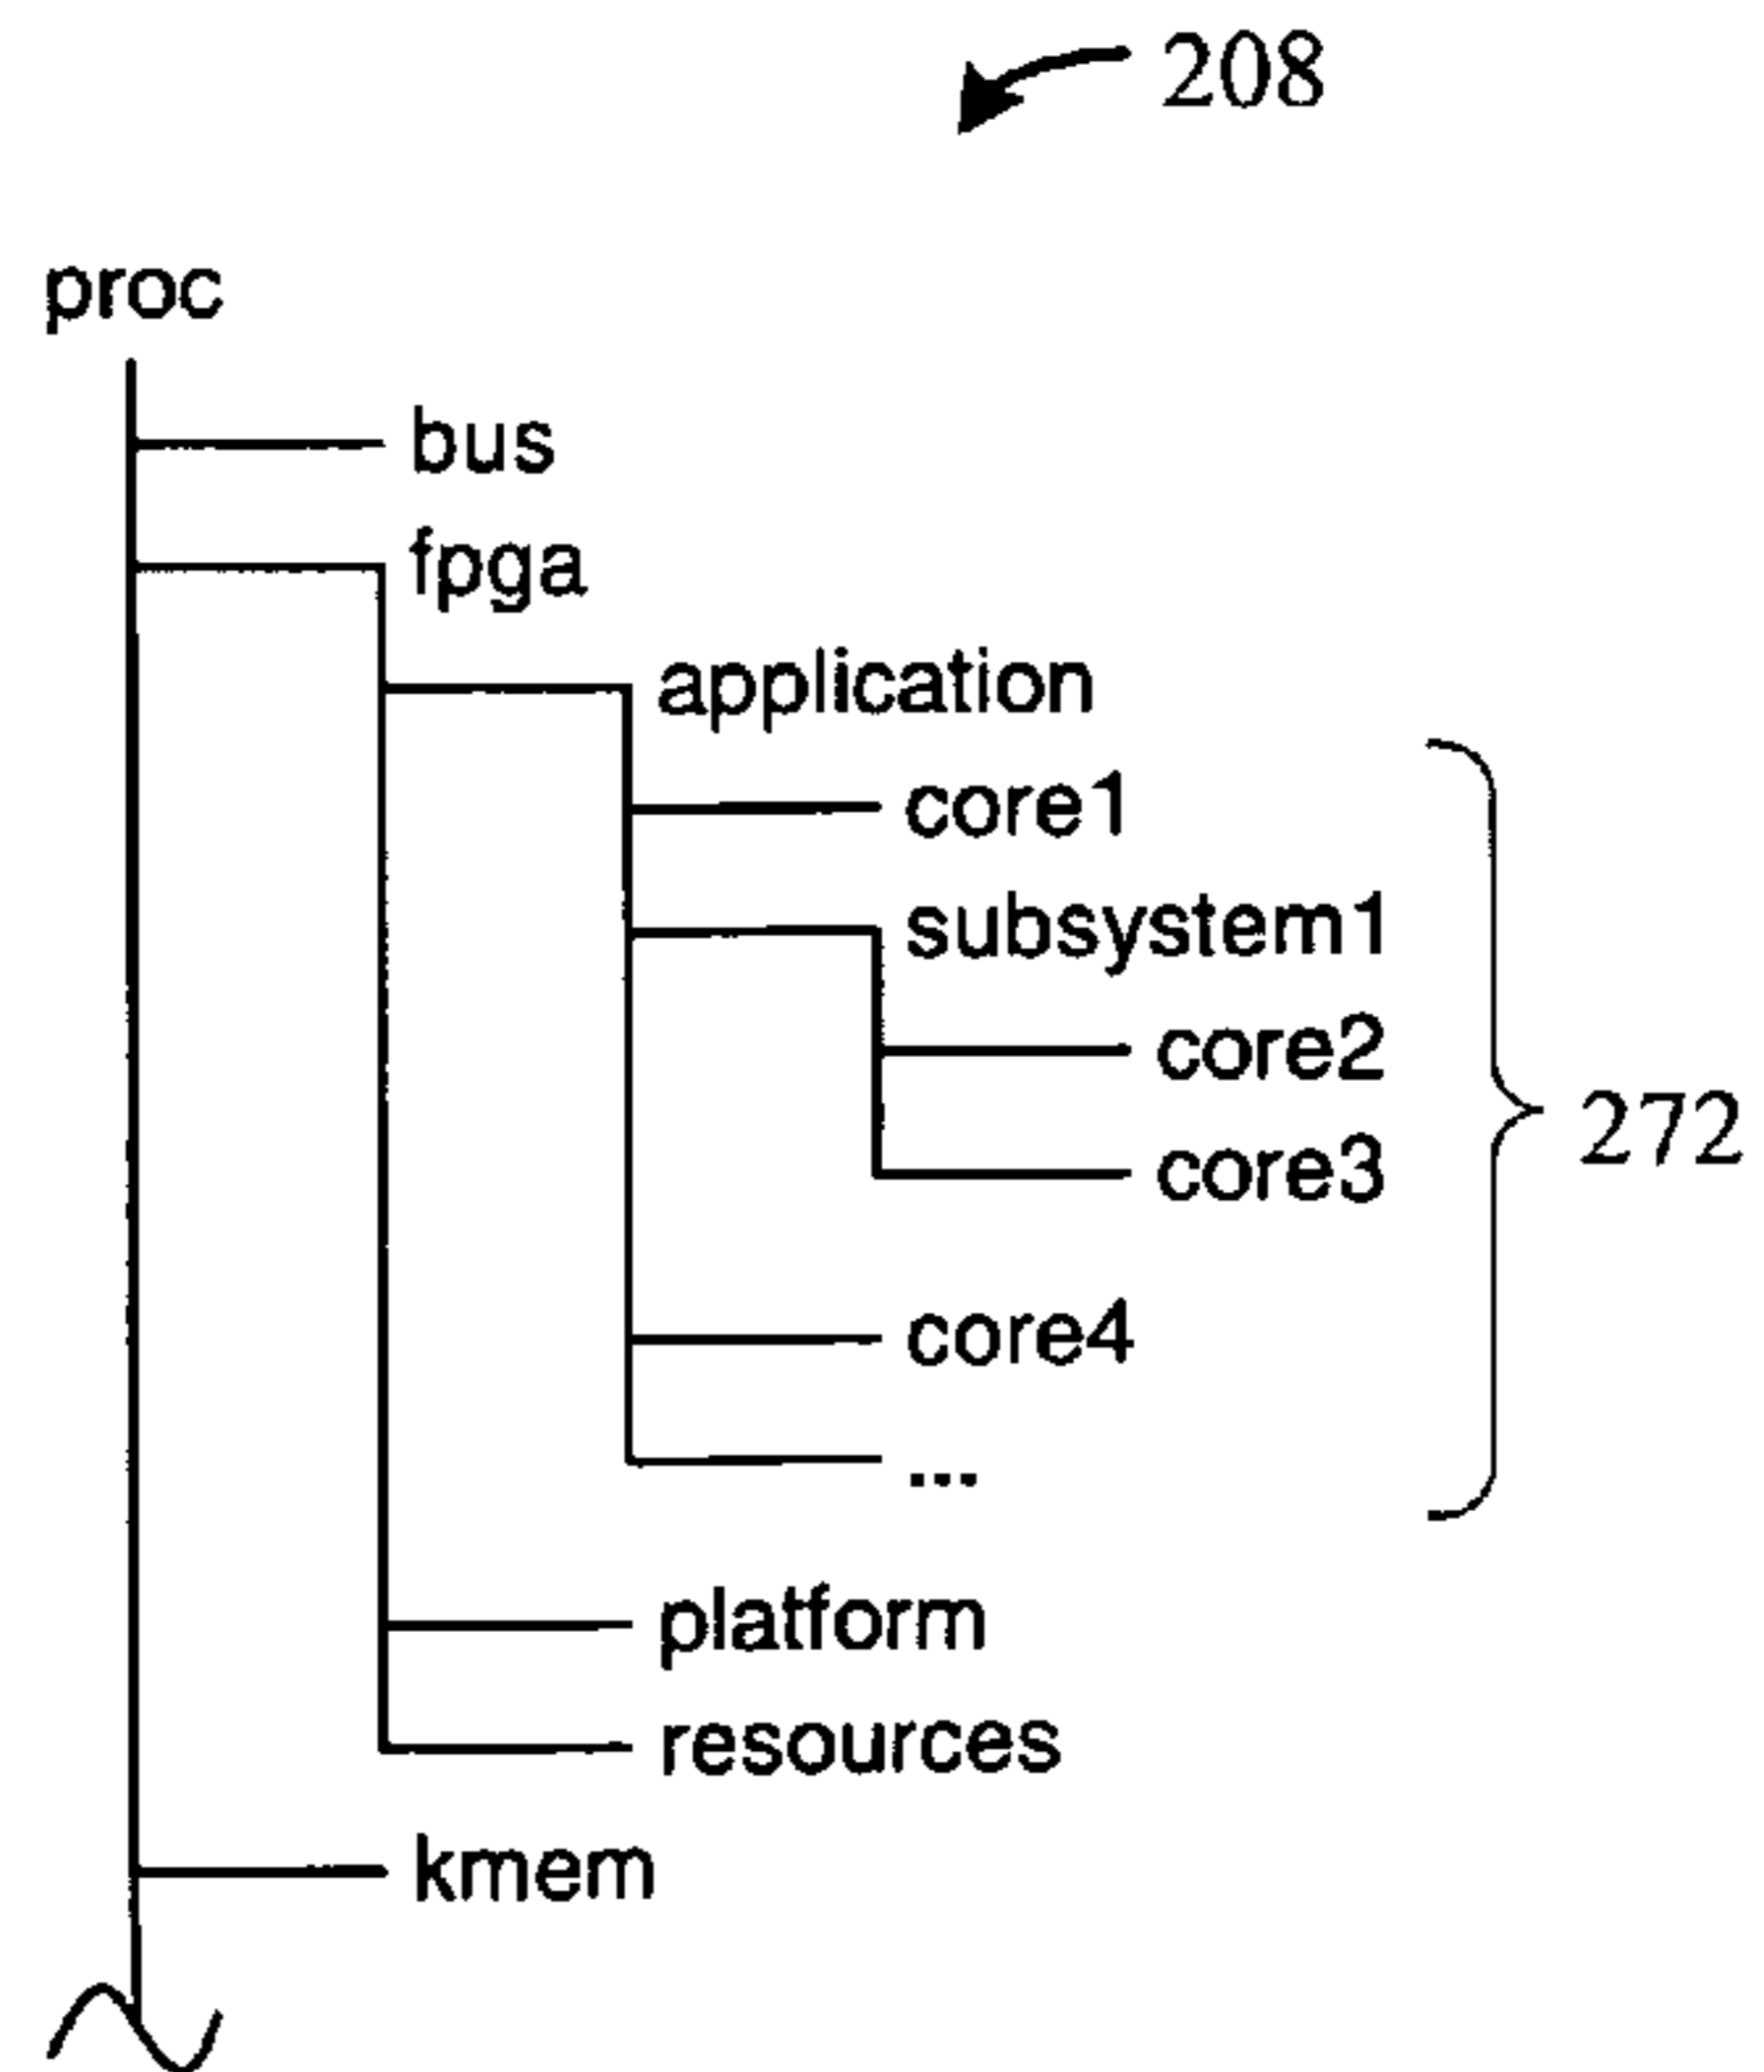 208
proc
bus
fpga
application
core1
subsystem1
core2
core3
272
core4
...
platform
resources
kmem